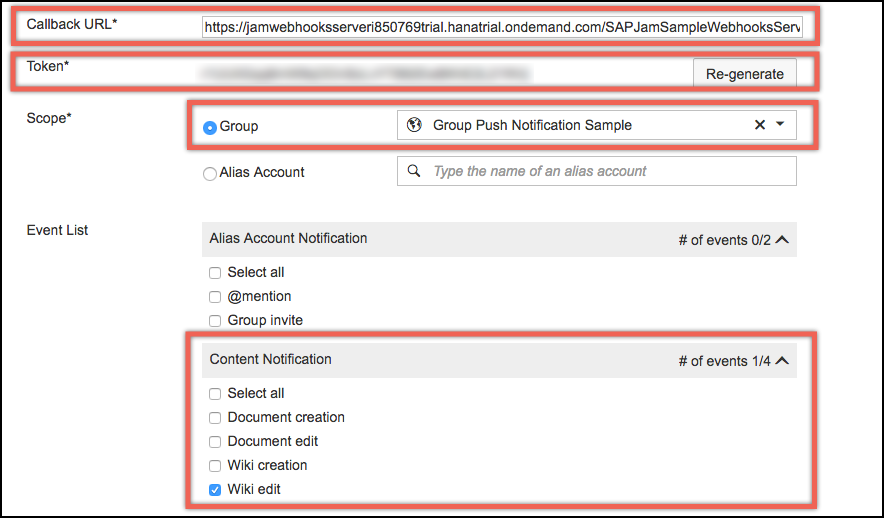 Callback URL*
https://jamwebhooksserveri850769trial.hanatrial.ondemand.com/SAPJamSampleWebhooksServ
Token*
Re-generate
Scope*
Group
Group Push Notification Sample
Alias Account
Type the name of an alias account
Event List
Alias Account Notification
# of events 0/2
Select all
@mention
Group invite
Content Notification
# of events 1/4
Select all
Document creation
Document edit
Wiki creation
Wiki edit